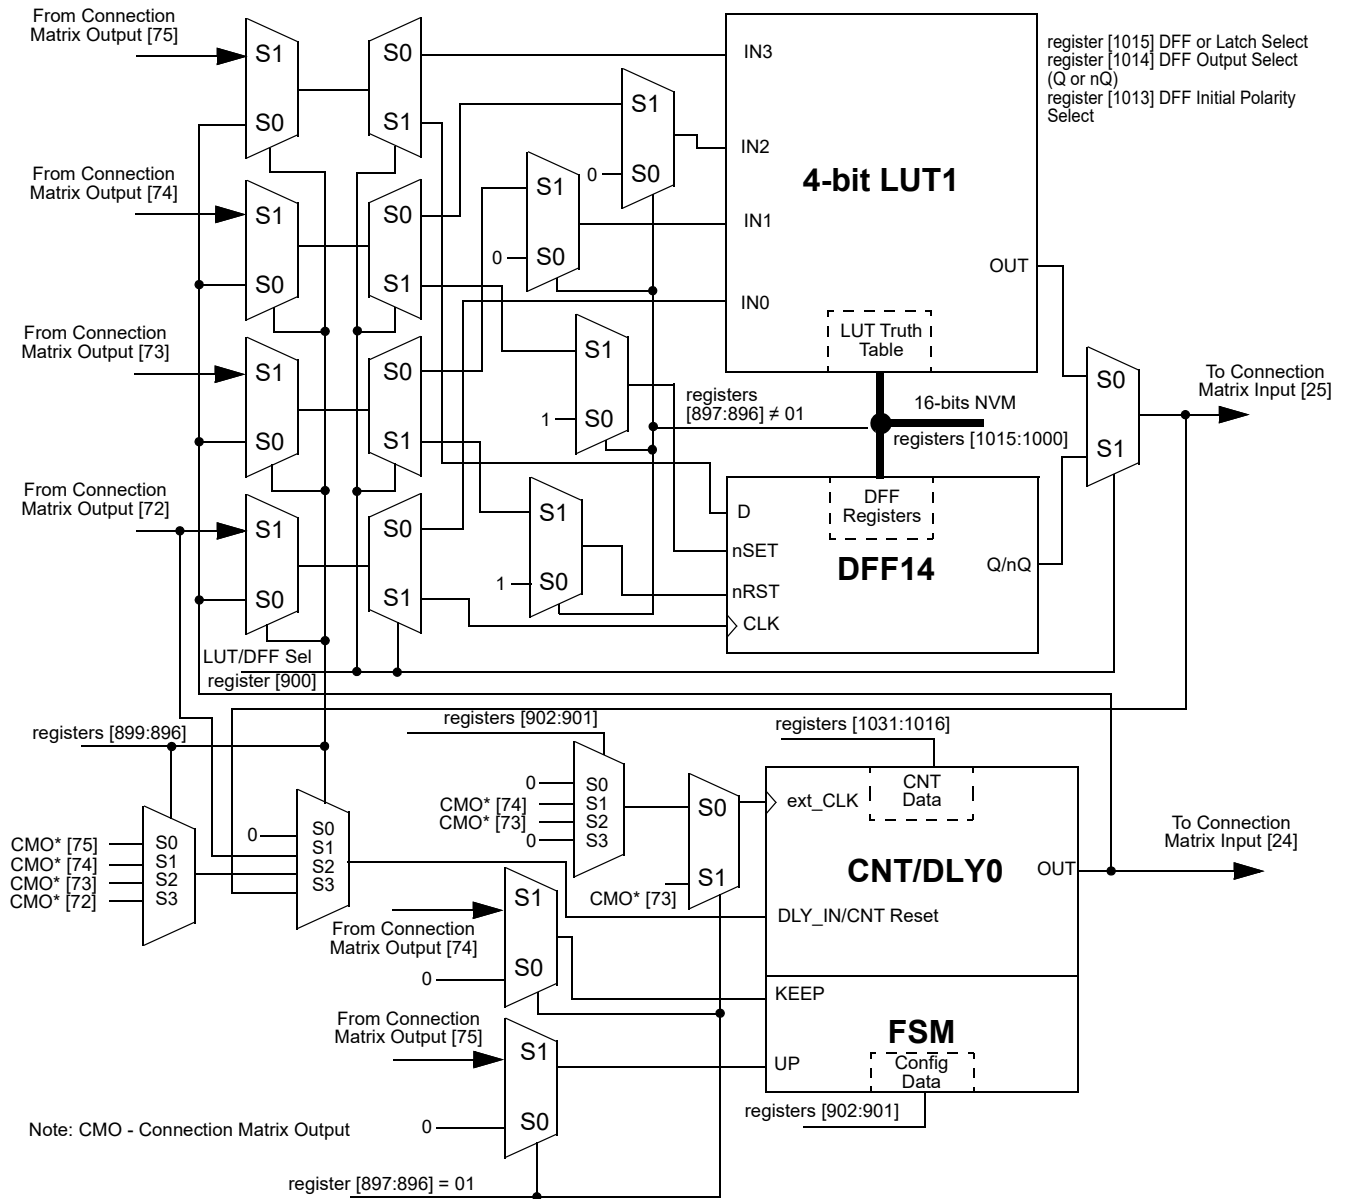 From Connection
Matrix Output [75]
S1
S0
S0
S1
From Connection
Matrix Output [74]
S1
S0
S0
S1
From Connection
Matrix Output [73]
S1
S0
S0
S1
From Connection
Matrix Output [72]
S1
S0
S0
S1
S1
0
S0
S1
0
S0
S1
1
S0
S1
1
S0
IN3
IN2
IN1
IN0
4-bit LUT1
OUT
LUT Truth
Table
register [1015] DFF or Latch Select
register [1014] DFF Output Select
(Q or nQ)
register [1013] DFF Initial Polarity
Select
registers
[897:896] ≠ 01
16-bits NVM
registers [1015:1000]
S0
S1
To Connection
Matrix Input [25]
DFF
Registers
D
nSET
nRST
CLK
DFF14
Q/nQ
LUT/DFF Sel
register [900]
registers [899:896]
registers [902:901]
registers [1031:1016]
CMO* [75]
CMO* [74]
CMO* [73]
CMO* [72]
S0
S1
S2
S3
0
S0
S1
S2
S3
0
CMO* [74]
CMO* [73]
0
S0
S1
S2
S3
S0
S1
CMO* [73]
ext_CLK
CNT
Data
CNT/DLY0
OUT
DLY_IN/CNT Reset
To Connection
Matrix Input [24]
From Connection
Matrix Output [74]
S1
0
S0
KEEP
FSM
UP
Config
Data
registers [902:901]
From Connection
Matrix Output [75]
S1
0
S0
Note: CMO - Connection Matrix Output
register [897:896] = 01